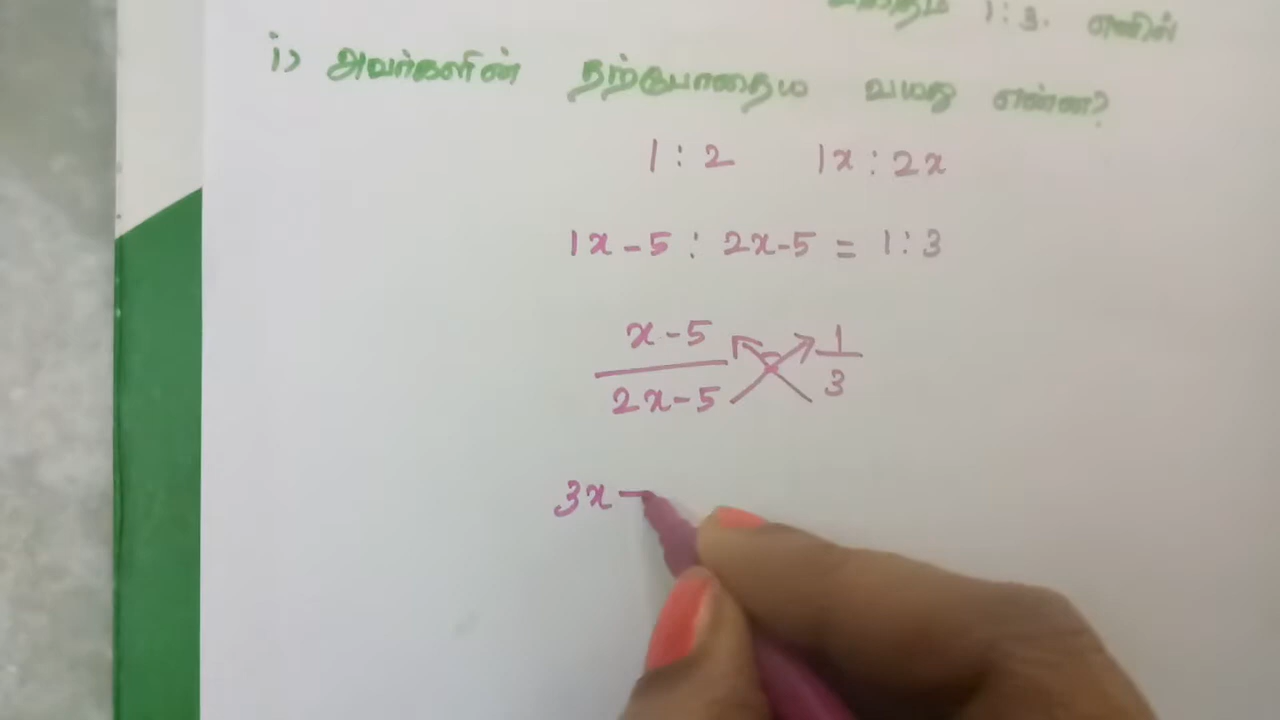 1:3. எனில்
i) அவர்களின் தற்போதைய வயது என்ன?
1 : 2 1x : 2x
1x - 5 : 2x - 5 = 1 : 3
x - 5 1
2x - 5 3
3x -